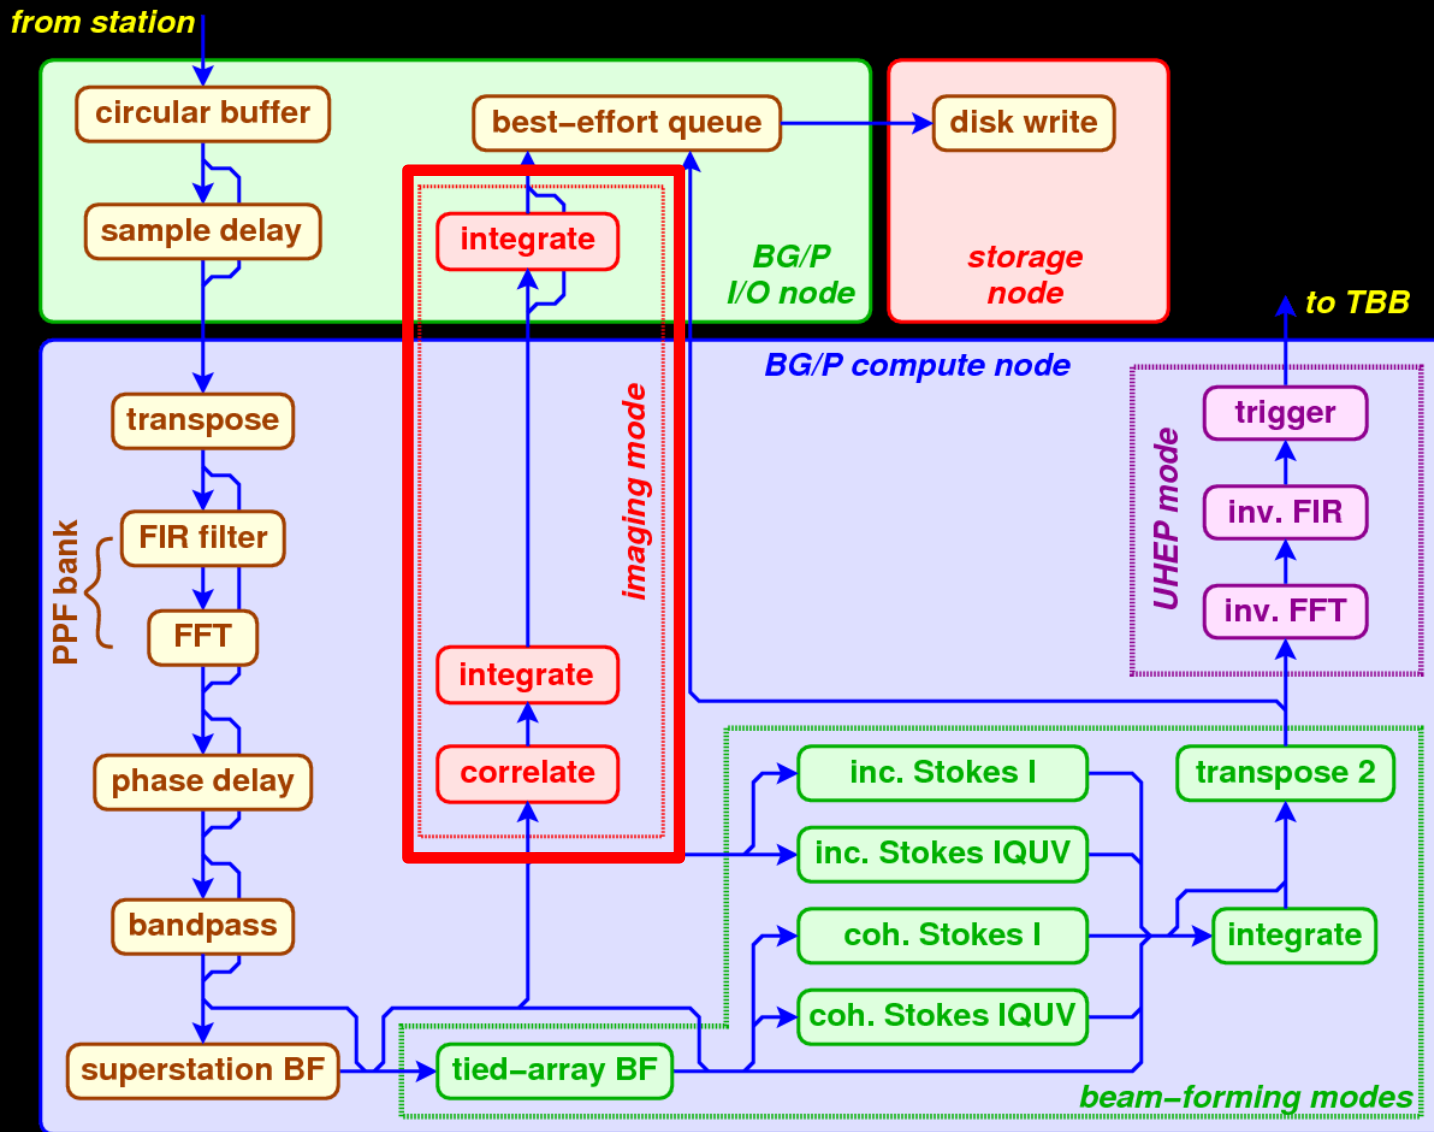 from station
circular buffer
best–effort queue
disk write
sample delay
integrate
BG/P
I/O node
storage
node
to TBB
BG/P compute node
transpose
imaging mode
trigger
UHEP mode
PPF bank
FIR filter
inv. FIR
FFT
inv. FFT
integrate
phase delay
correlate
inc. Stokes I
transpose 2
inc. Stokes IQUV
bandpass
coh. Stokes I
integrate
coh. Stokes IQUV
superstation BF
tied–array BF
beam–forming modes